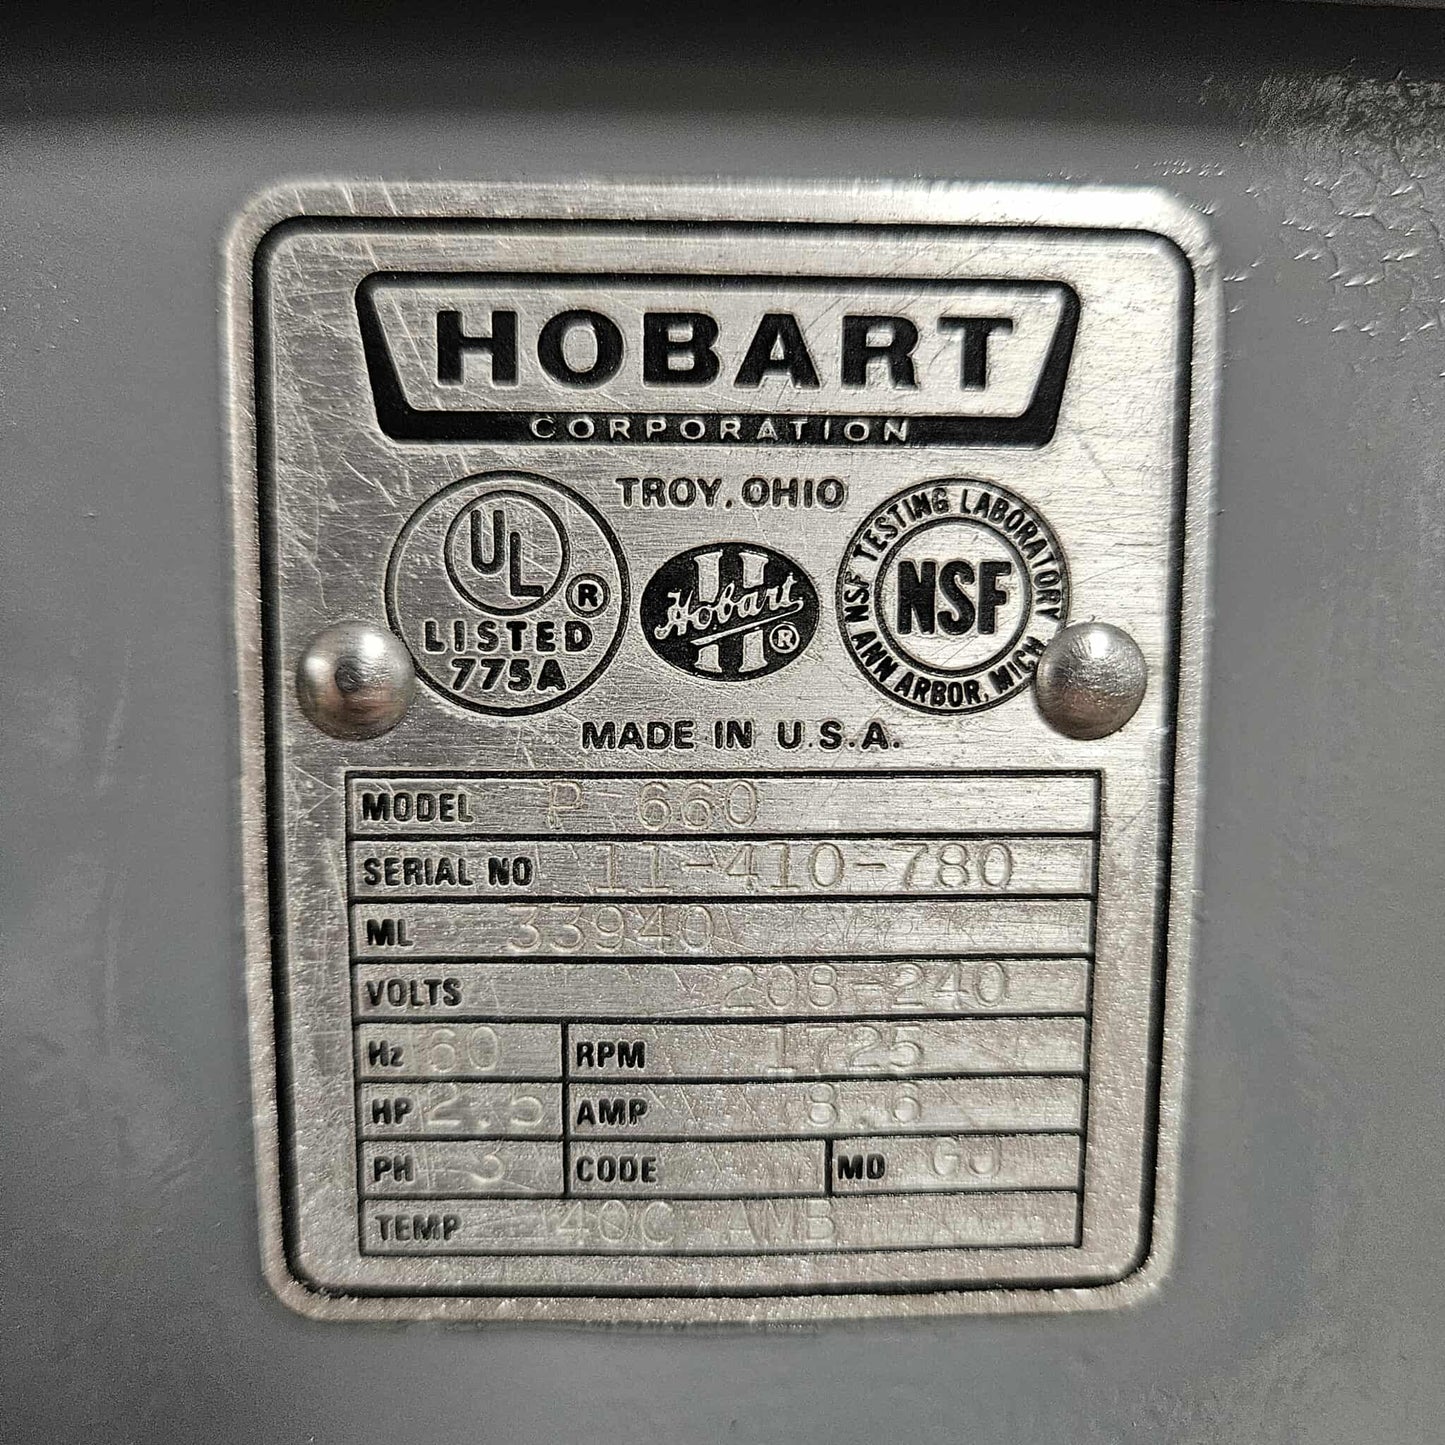 HOBART
CORPORATION
TROY, OHIO
UL ®
LISTED
775A
Hobart ®
H
NSF TESTING LABORATORY
NSF
ANN ARBOR, MICH
MADE IN U.S.A.
MODEL P 660
SERIAL NO 11-410-780
ML 33940
VOLTS 208-240
Hz 60 RPM 1725
HP 2.5 AMP 8.6
PH 3 CODE MD
TEMP 40C AMB